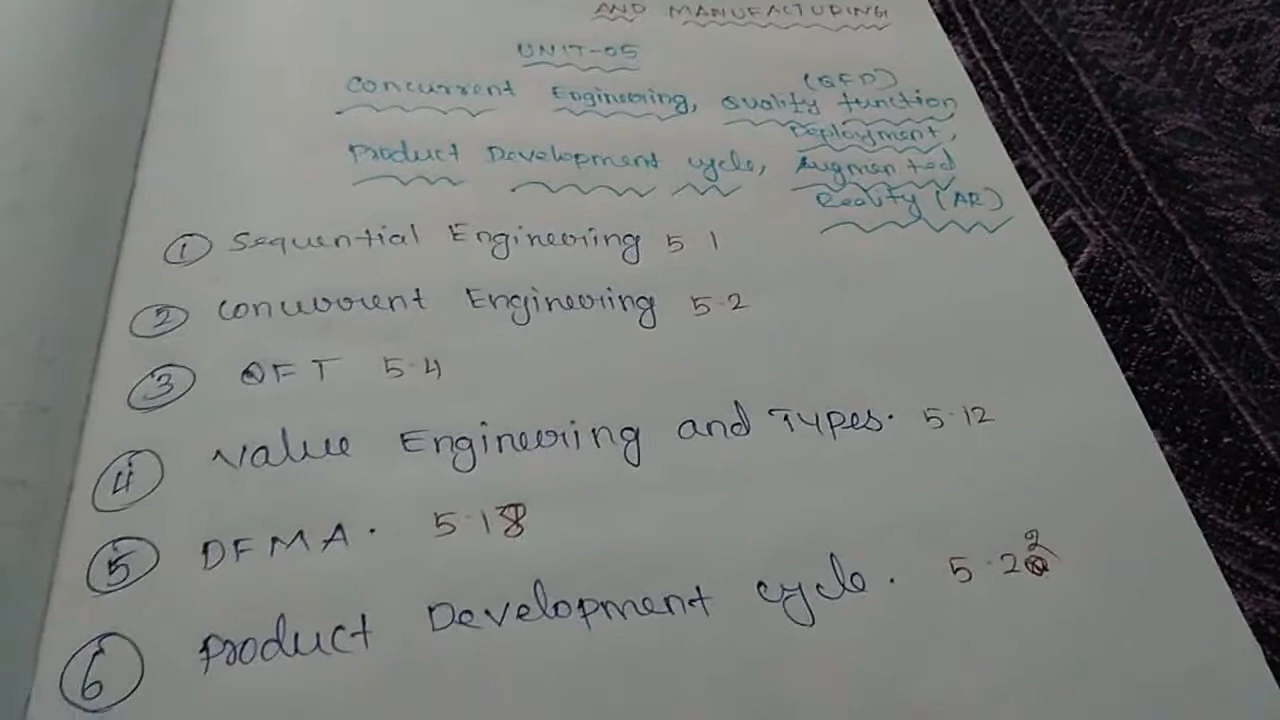 AND MANUFACTURING
UNIT-05
(QFD)
Concurrent Engineering, Quality function
Deployment,
Product Development cycle, Augmented
Reality (AR)
① Sequential Engineering 5.1
② Concurrent Engineering 5.2
③ QFT 5.4
④ Value Engineering and Types. 5.12
⑤ DFMA. 5.18
⑥ Product Development cycle. 5.22